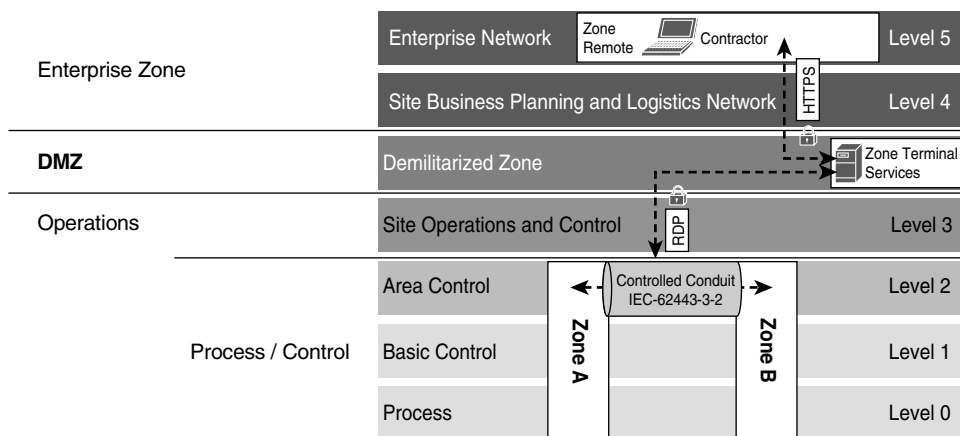 Enterprise Zone
Enterprise Network
Zone
Remote
Contractor
Level 5
HTTPS
Site Business Planning and Logistics Network
Level 4
DMZ
Demilitarized Zone
Zone Terminal
Services
Operations
Site Operations and Control
RDP
Level 3
Process / Control
Area Control
Controlled Conduit
IEC-62443-3-2
Level 2
Zone A
Zone B
Basic Control
Level 1
Process
Level 0